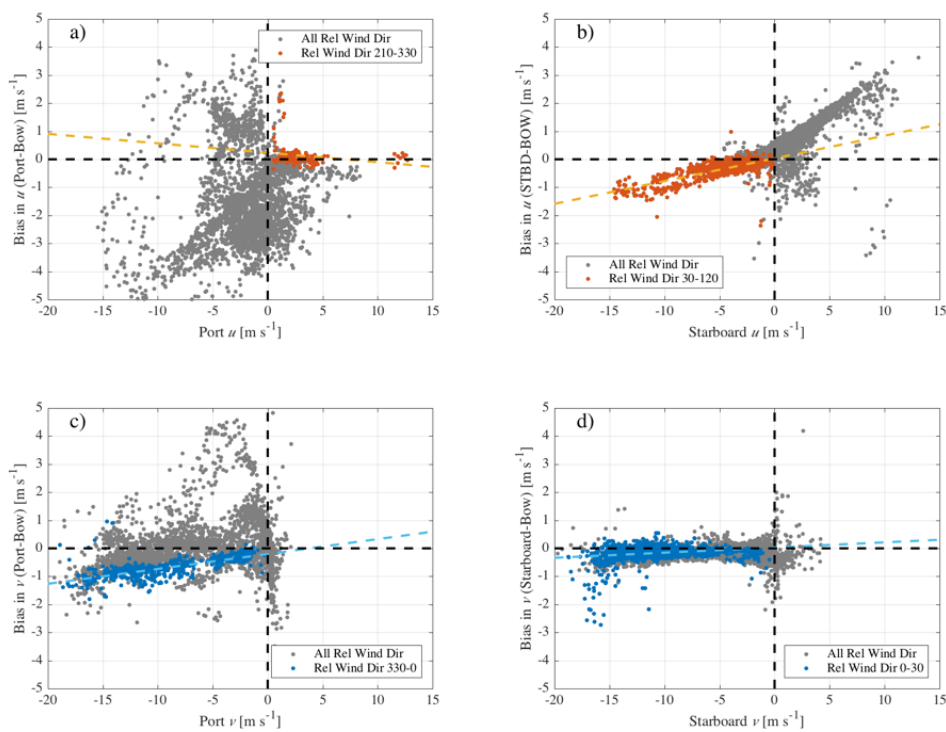 a)
All Rel Wind Dir
Rel Wind Dir 210-330
Bias in u (Port-Bow) [m s⁻¹]
5
4
3
2
1
0
-1
-2
-3
-4
-5
-20 -15 -10 -5 0 5 10 15
Port u [m s⁻¹]
b)
All Rel Wind Dir
Rel Wind Dir 30-120
Bias in u (STBD-BOW) [m s⁻¹]
5
4
3
2
1
0
-1
-2
-3
-4
-5
-20 -15 -10 -5 0 5 10 15
Starboard u [m s⁻¹]
c)
All Rel Wind Dir
Rel Wind Dir 330-0
Bias in v (Port-Bow) [m s⁻¹]
5
4
3
2
1
0
-1
-2
-3
-4
-5
-20 -15 -10 -5 0 5 10 15
Port v [m s⁻¹]
d)
All Rel Wind Dir
Rel Wind Dir 0-30
Bias in v (Starboard-Bow) [m s⁻¹]
5
4
3
2
1
0
-1
-2
-3
-4
-5
-20 -15 -10 -5 0 5 10 15
Starboard v [m s⁻¹]